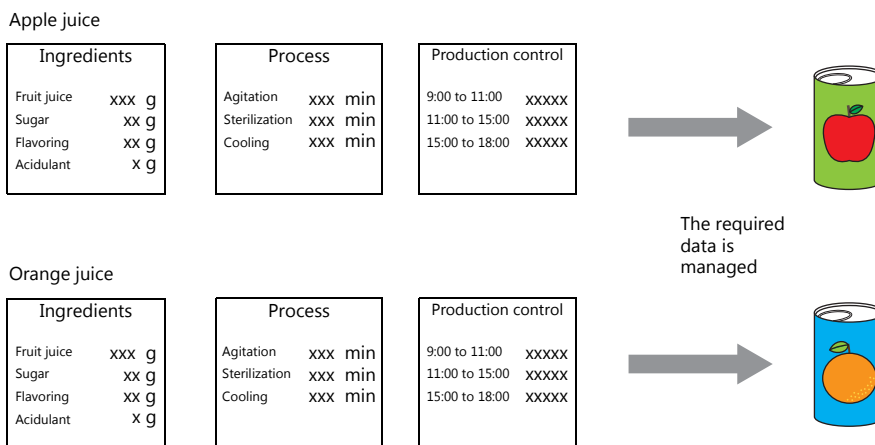 Apple juice
Ingredients
Fruit juice xxx g
Sugar xx g
Flavoring xx g
Acidulant x g
Process
Agitation xxx min
Sterilization xxx min
Cooling xxx min
Production control
9:00 to 11:00 xxxxx
11:00 to 15:00 xxxxx
15:00 to 18:00 xxxxx
The required
data is
managed
Orange juice
Ingredients
Fruit juice xxx g
Sugar xx g
Flavoring xx g
Acidulant x g
Process
Agitation xxx min
Sterilization xxx min
Cooling xxx min
Production control
9:00 to 11:00 xxxxx
11:00 to 15:00 xxxxx
15:00 to 18:00 xxxxx